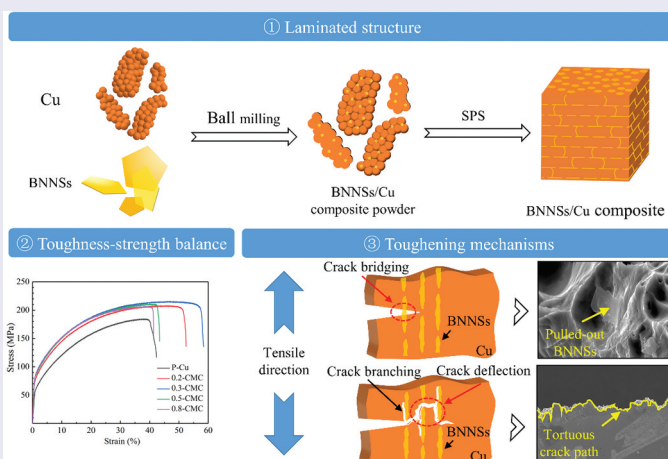 ① Laminated structure
Cu
BNNSs
Ball milling
BNNSs/Cu
composite powder
SPS
BNNSs/Cu composite
② Toughness-strength balance
Stress (MPa)
250
200
150
100
50
0
P-Cu
0.2-CMC
0.3-CMC
0.5-CMC
0.8-CMC
0 10 20 30 40 50 60
Strain (%)
③ Toughening mechanisms
Tensile
direction
Crack bridging
BNNSs
Cu
Pulled-out
BNNSs
Crack branching
Crack deflection
BNNSs
Cu
Tortuous
crack path